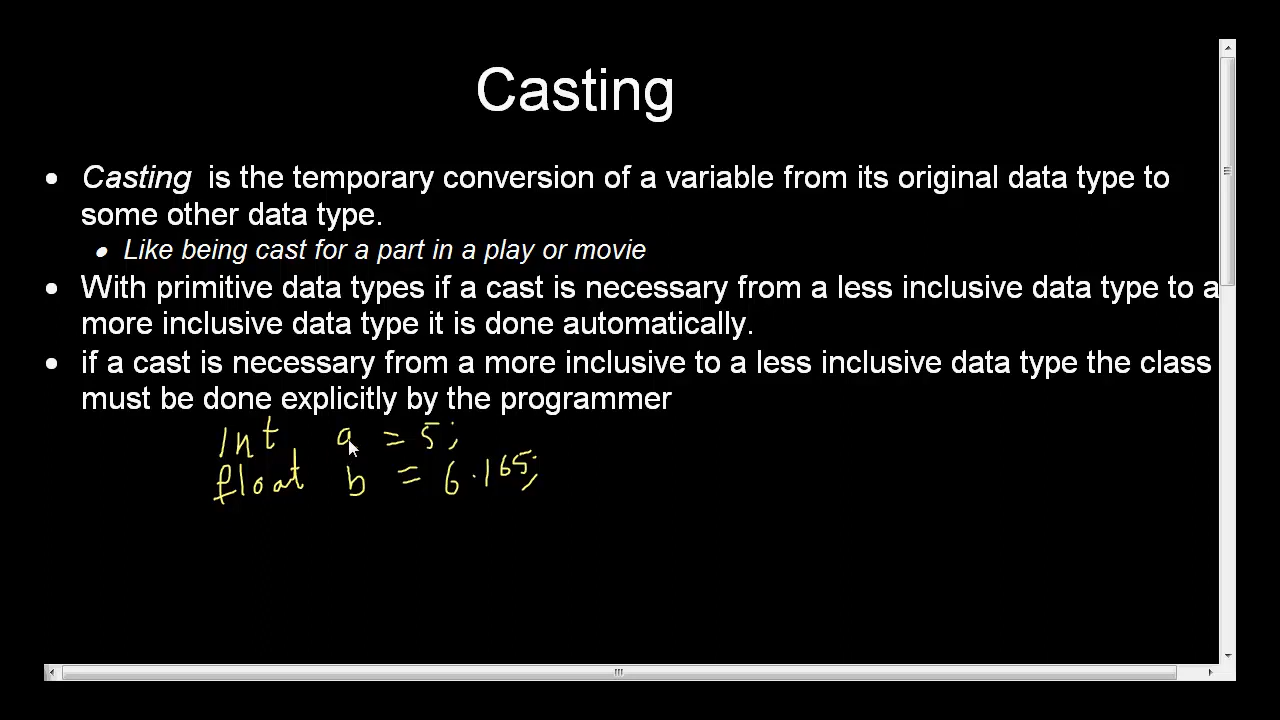 Casting
• Casting is the temporary conversion of a variable from its original data type to
some other data type.
• Like being cast for a part in a play or movie
• With primitive data types if a cast is necessary from a less inclusive data type to a
more inclusive data type it is done automatically.
• if a cast is necessary from a more inclusive to a less inclusive data type the class
must be done explicitly by the programmer
int a = 5;
float b = 6.165;